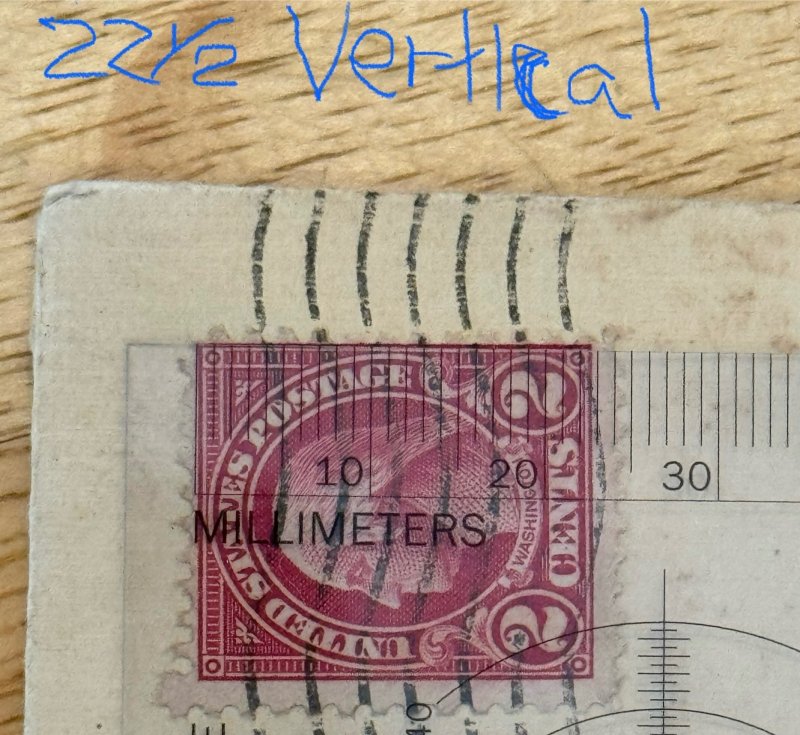 22½ Vertical
10 20 30
MILLIMETERS
UNITED STATES POSTAGE
WASHINGTON
2 CENTS 2
40